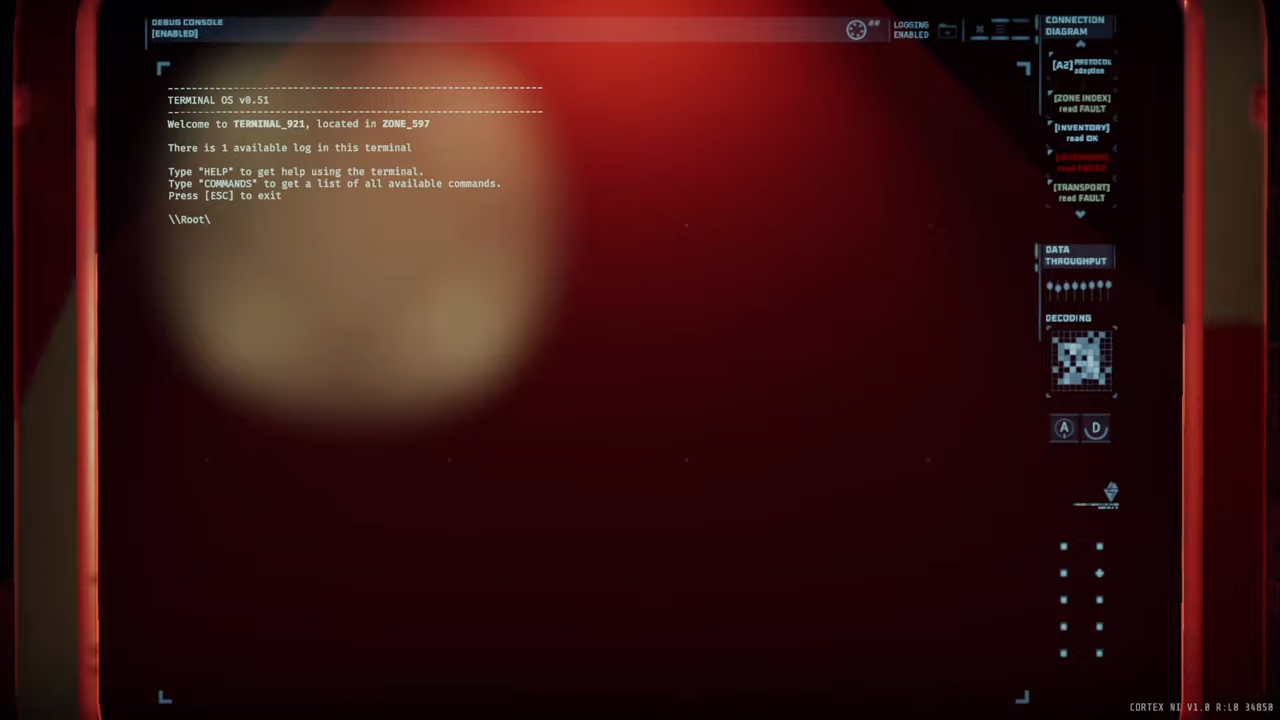 DEBUG CONSOLE
[ENABLED]
LOGGING
ENABLED
------------------------------------------------------------------
TERMINAL OS v0.51
------------------------------------------------------------------
Welcome to TERMINAL_921, located in ZONE_597
There is 1 available log in this terminal
Type "HELP" to get help using the terminal.
Type "COMMANDS" to get a list of all available commands.
Press [ESC] to exit
\\Root\
CONNECTION
DIAGRAM
[A2] PROTOCOL
adaption
[ZONE INDEX]
read FAULT
[INVENTORY]
read OK
[TRANSPORT]
read FAULT
DATA
THROUGHPUT
DECODING
A D
CORTEX NI V1.0 R:L0 34850